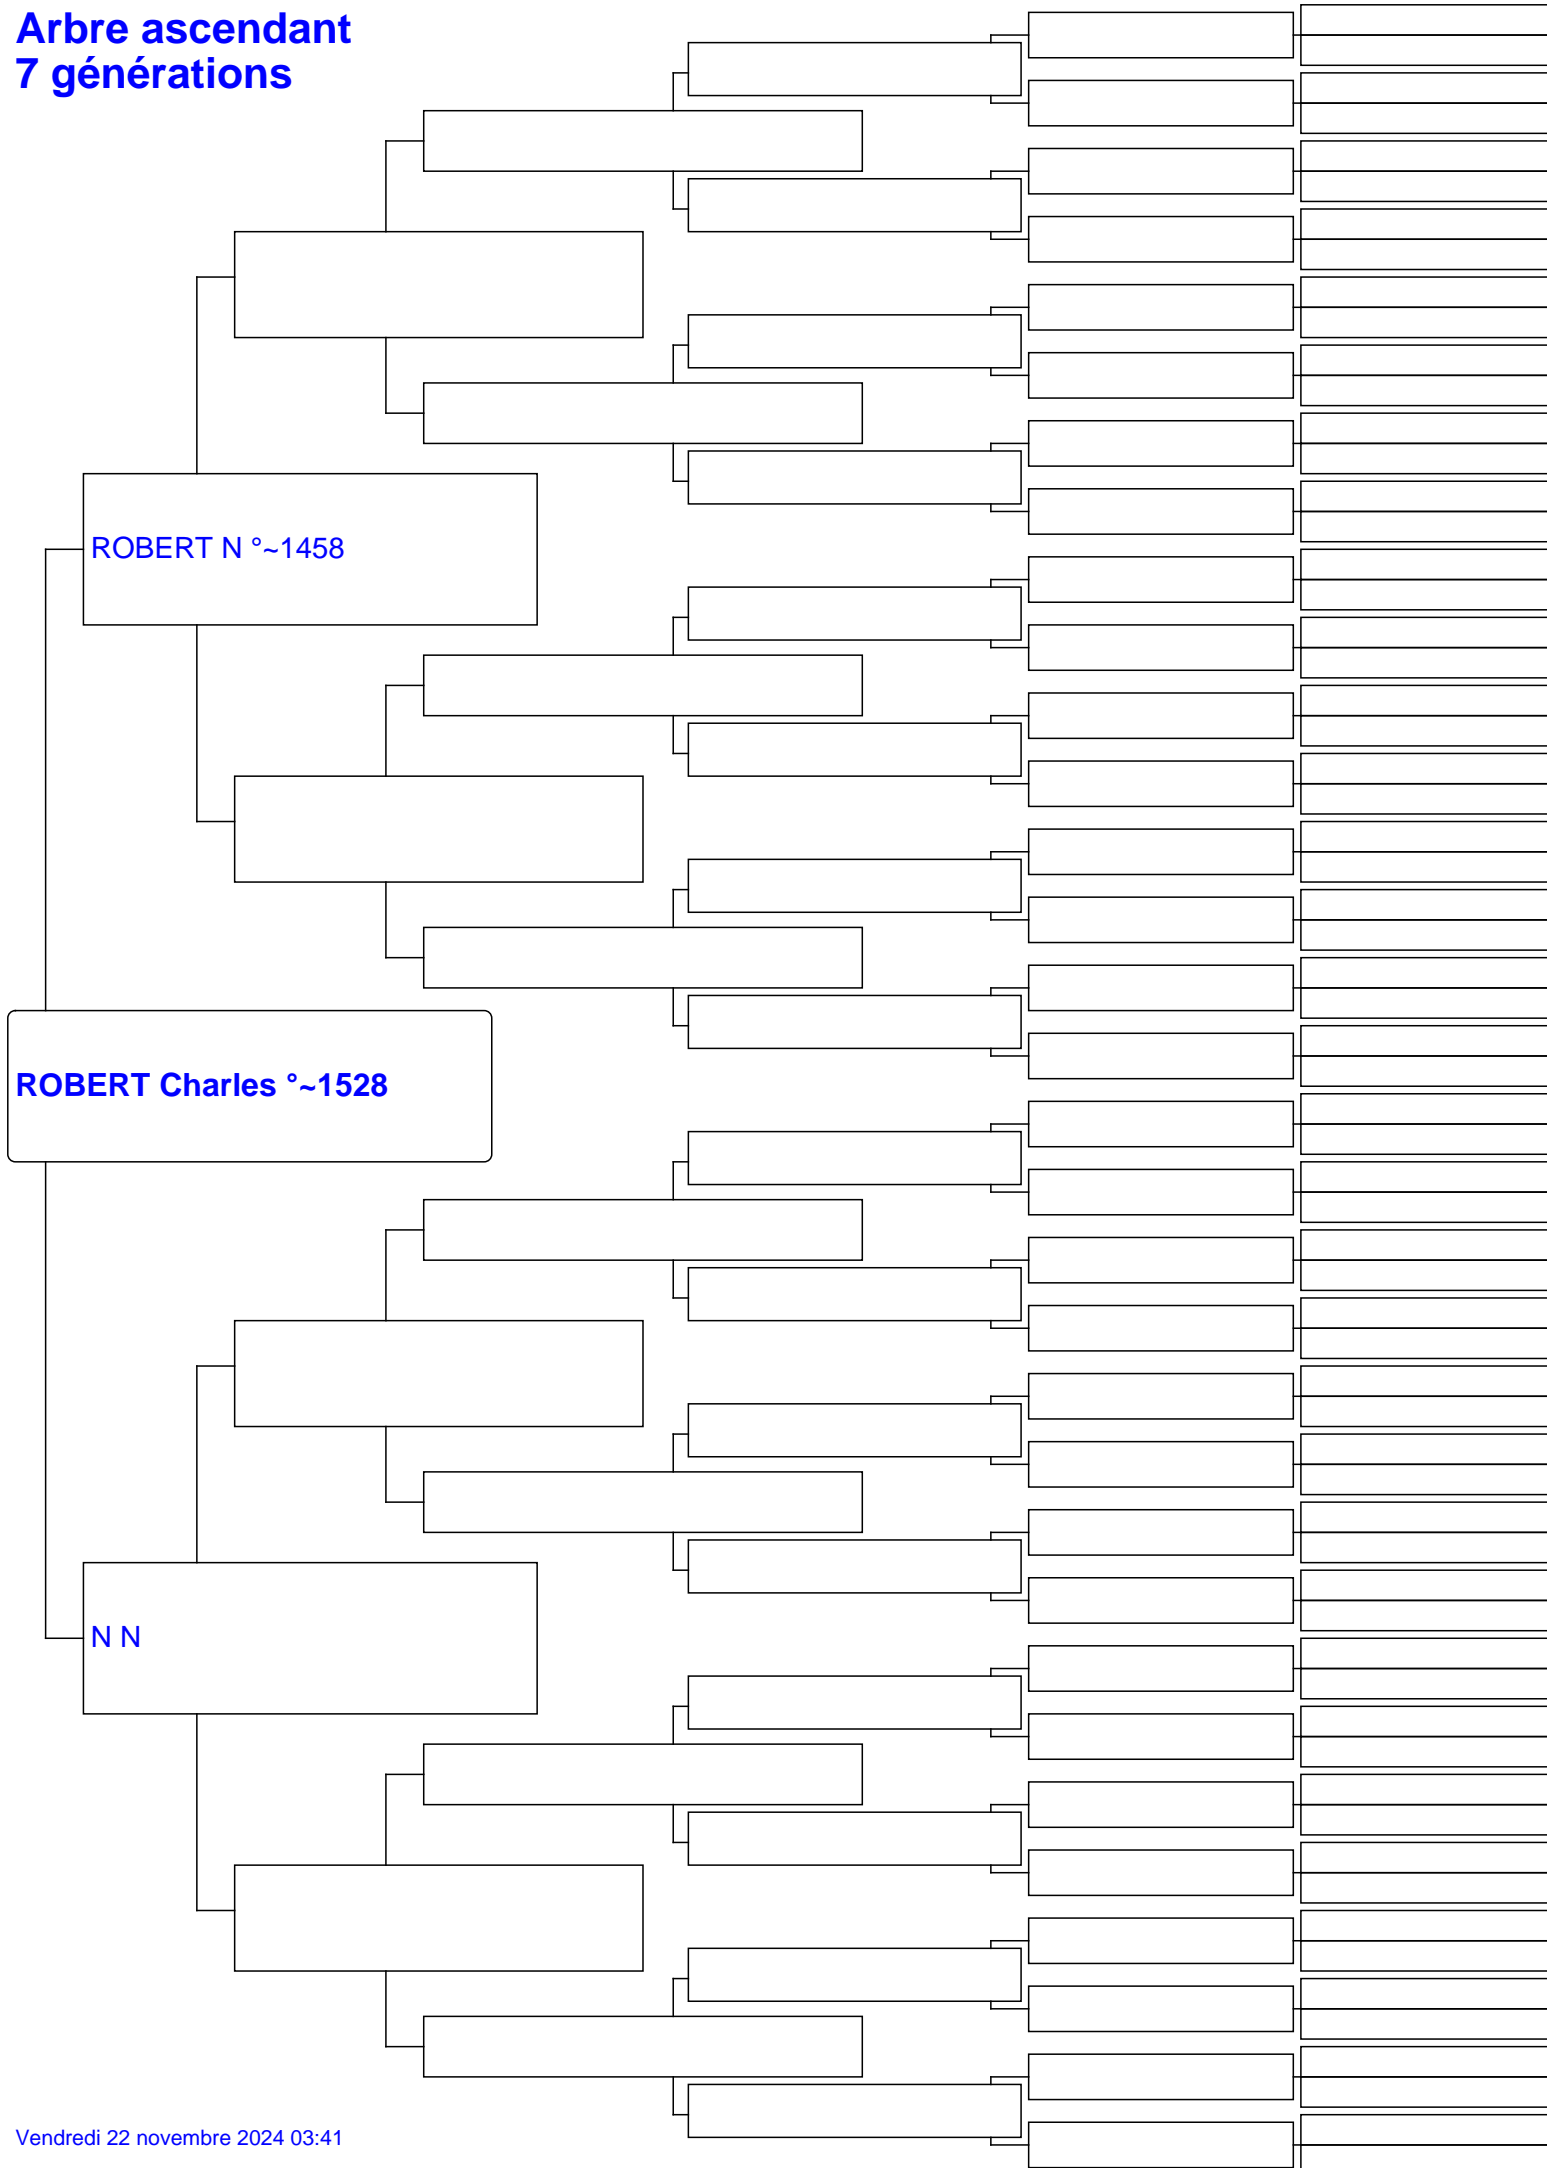 Arbre ascendant
7 générations
ROBERT N °~1458
ROBERT Charles °~1528
N N
Vendredi 22 novembre 2024 03:41